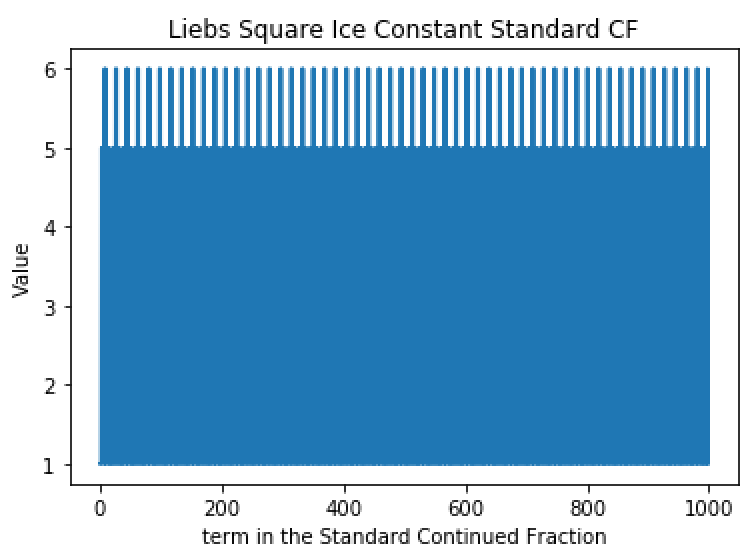 Liebs Square Ice Constant Standard CF
6
5
4
3
2
1
Value
0 200 400 600 800 1000
term in the Standard Continued Fraction